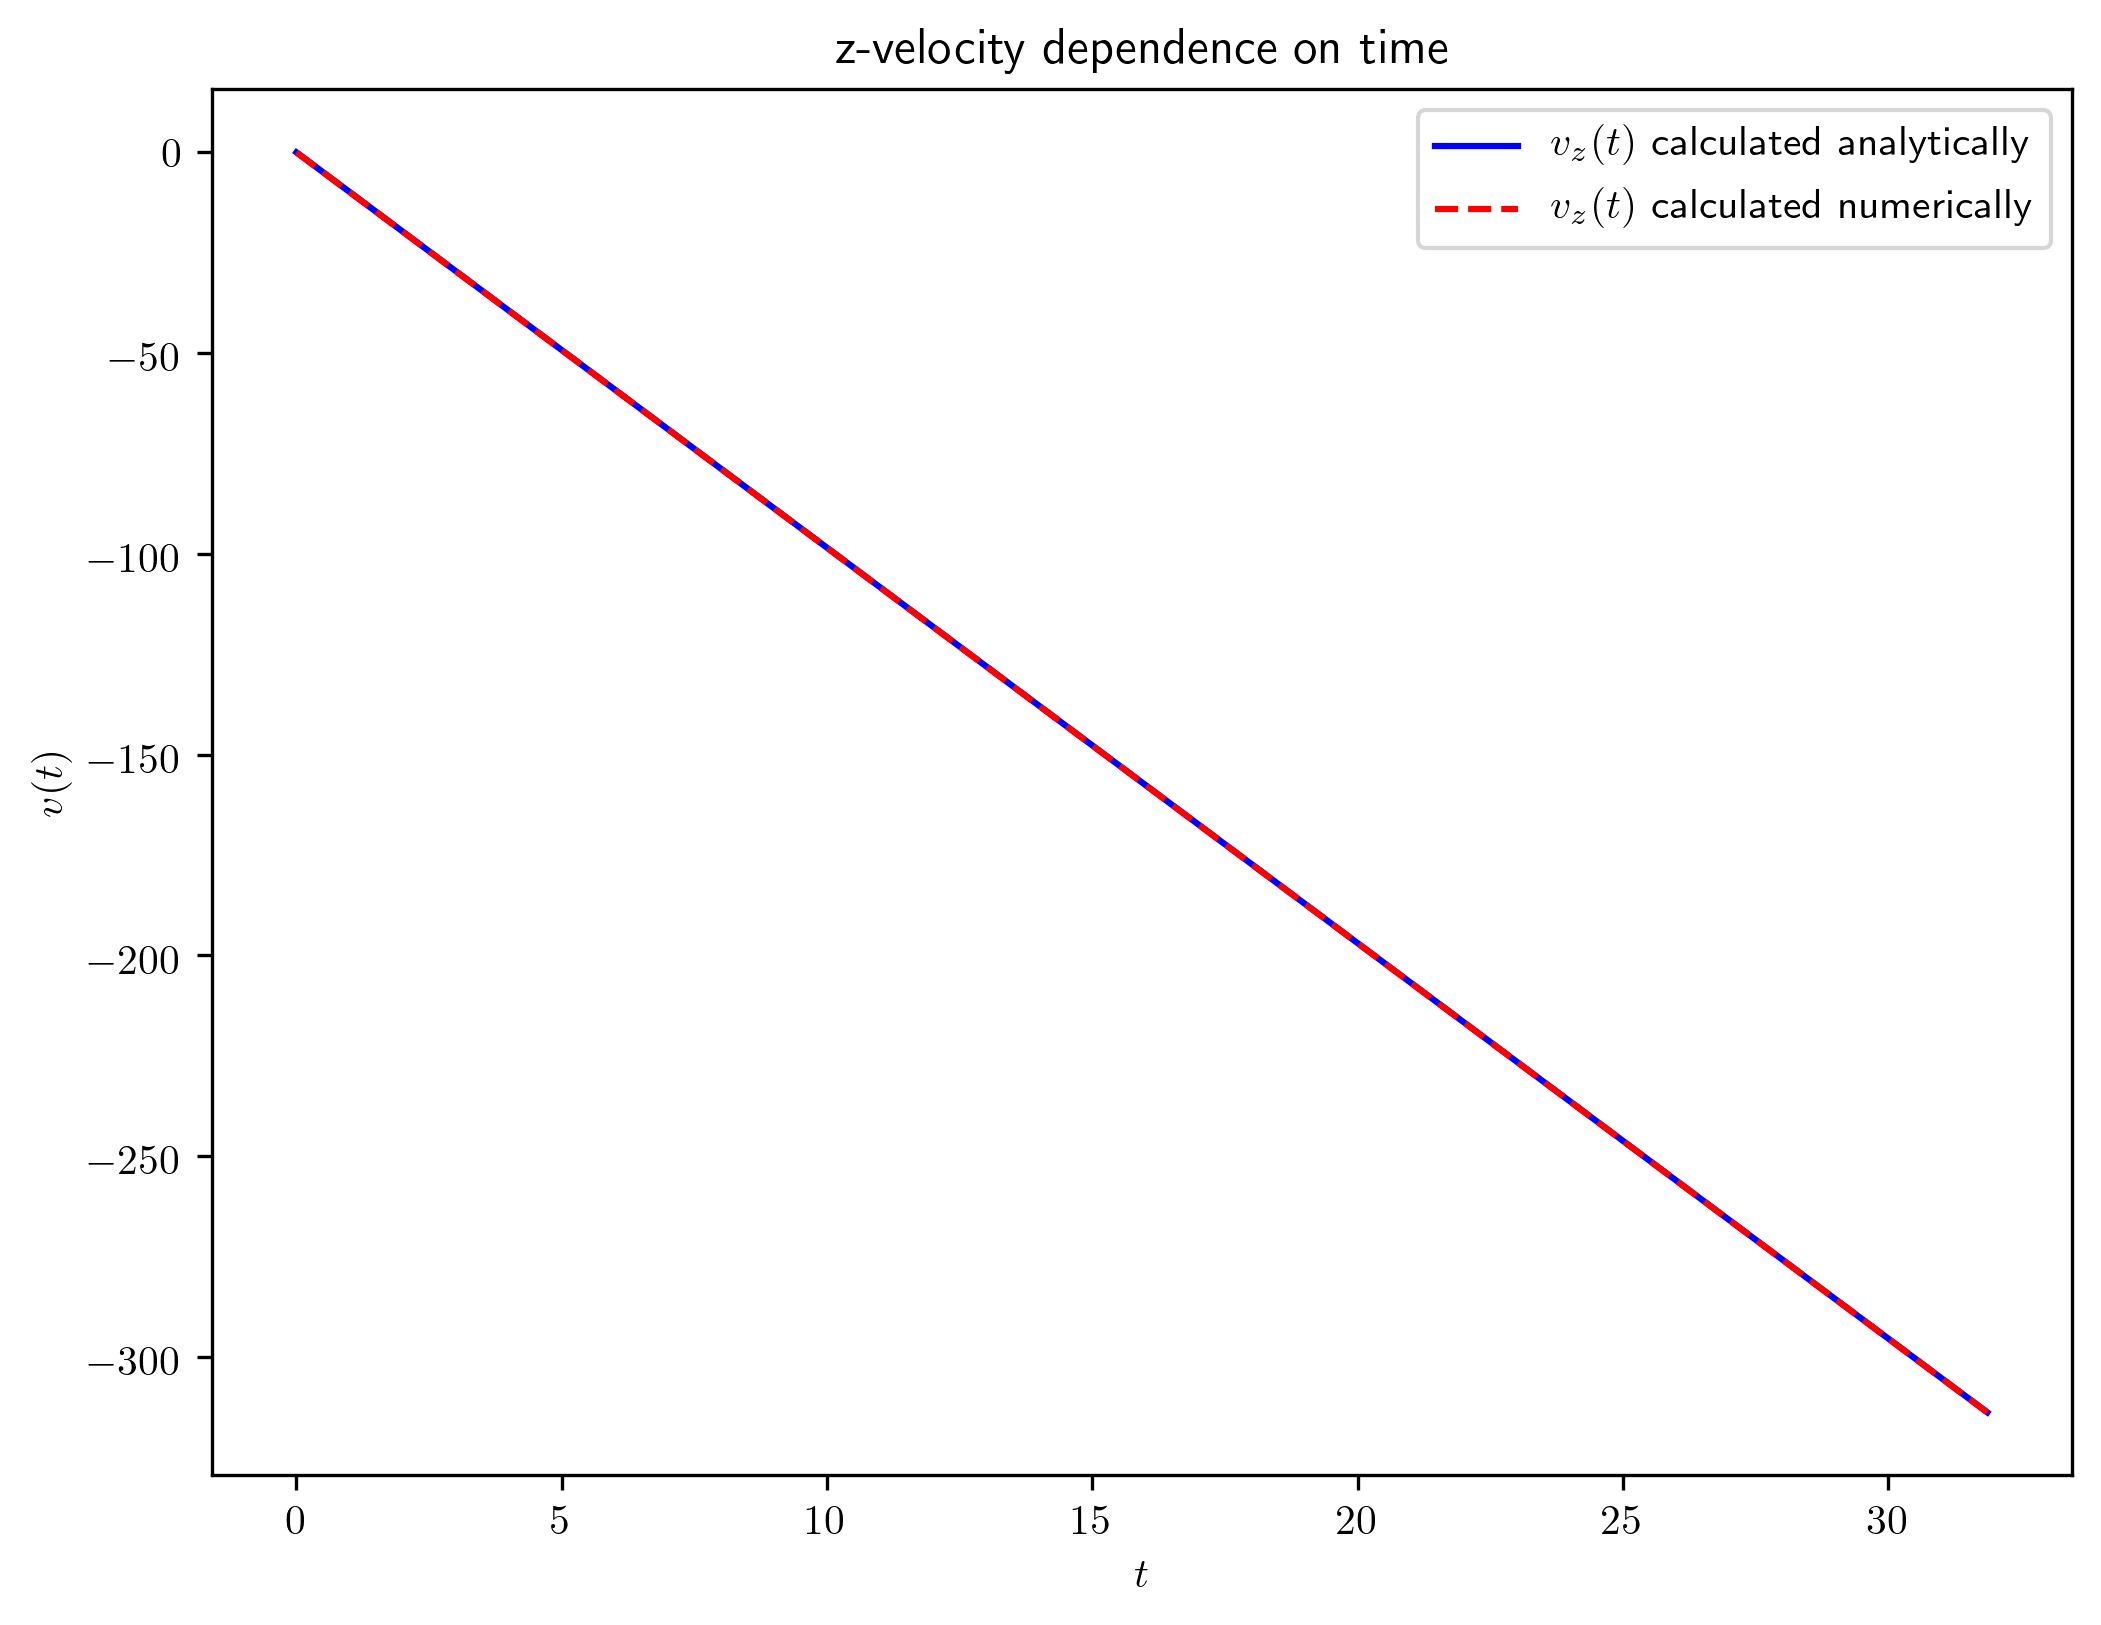 z-velocity dependence on time
v_z(t) calculated analytically
v_z(t) calculated numerically
0
−50
−100
−150
−200
−250
−300
v(t)
0 5 10 15 20 25 30
t